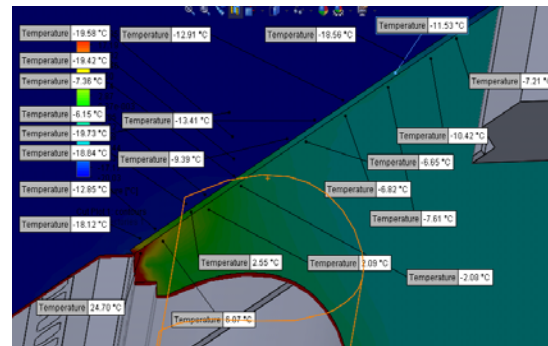 Temperature -11.53 °C
Temperature -19.58 °C
Temperature -12.91 °C
Temperature -18.56 °C
Temperature -19.42 °C
Temperature -7.36 °C
Temperature -7.21 °C
Temperature -6.15 °C
Temperature -13.41 °C
Temperature -19.73 °C
Temperature -10.42 °C
Temperature -18.84 °C
Temperature -9.39 °C
Temperature -6.65 °C
Temperature -12.85 °C
Temperature -6.82 °C
Temperature -18.12 °C
Temperature -7.61 °C
Temperature 2.55 °C
Temperature 2.09 °C
Temperature -2.08 °C
Temperature 24.70 °C
Temperature 6.07 °C